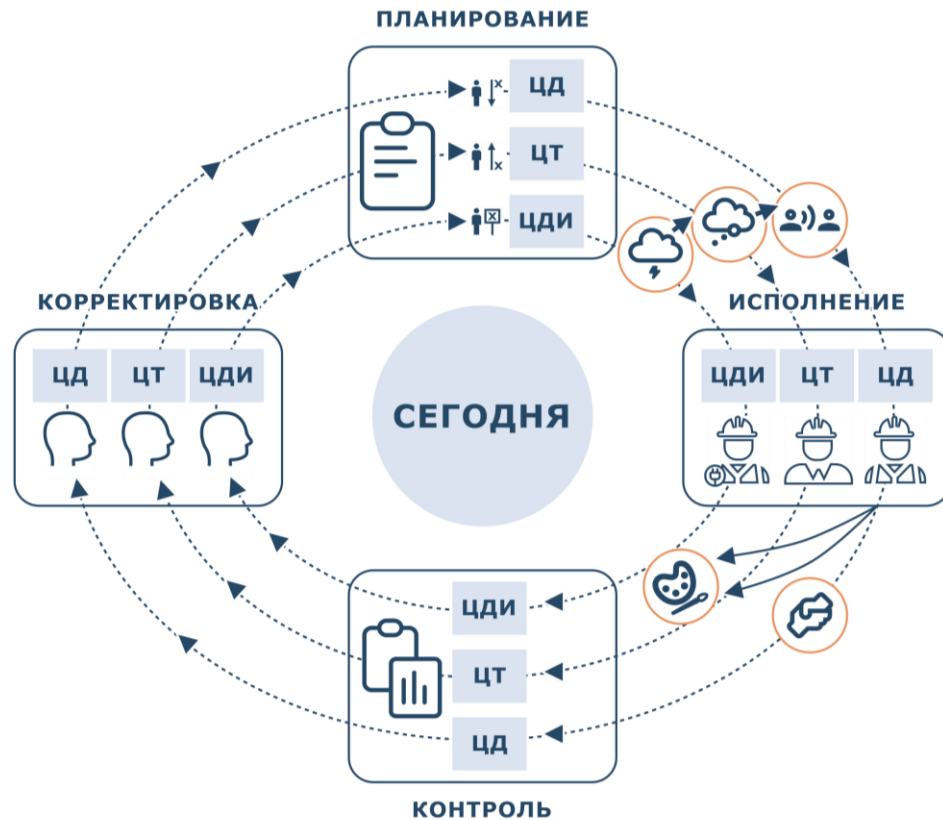 ПЛАНИРОВАНИЕ
x
ЦД
x
ЦТ
x
ЦДИ
КОРРЕКТИРОВКА
ИСПОЛНЕНИЕ
ЦД ЦТ ЦДИ
ЦДИ ЦТ ЦД
СЕГОДНЯ
ЦДИ
ЦТ
ЦД
КОНТРОЛЬ